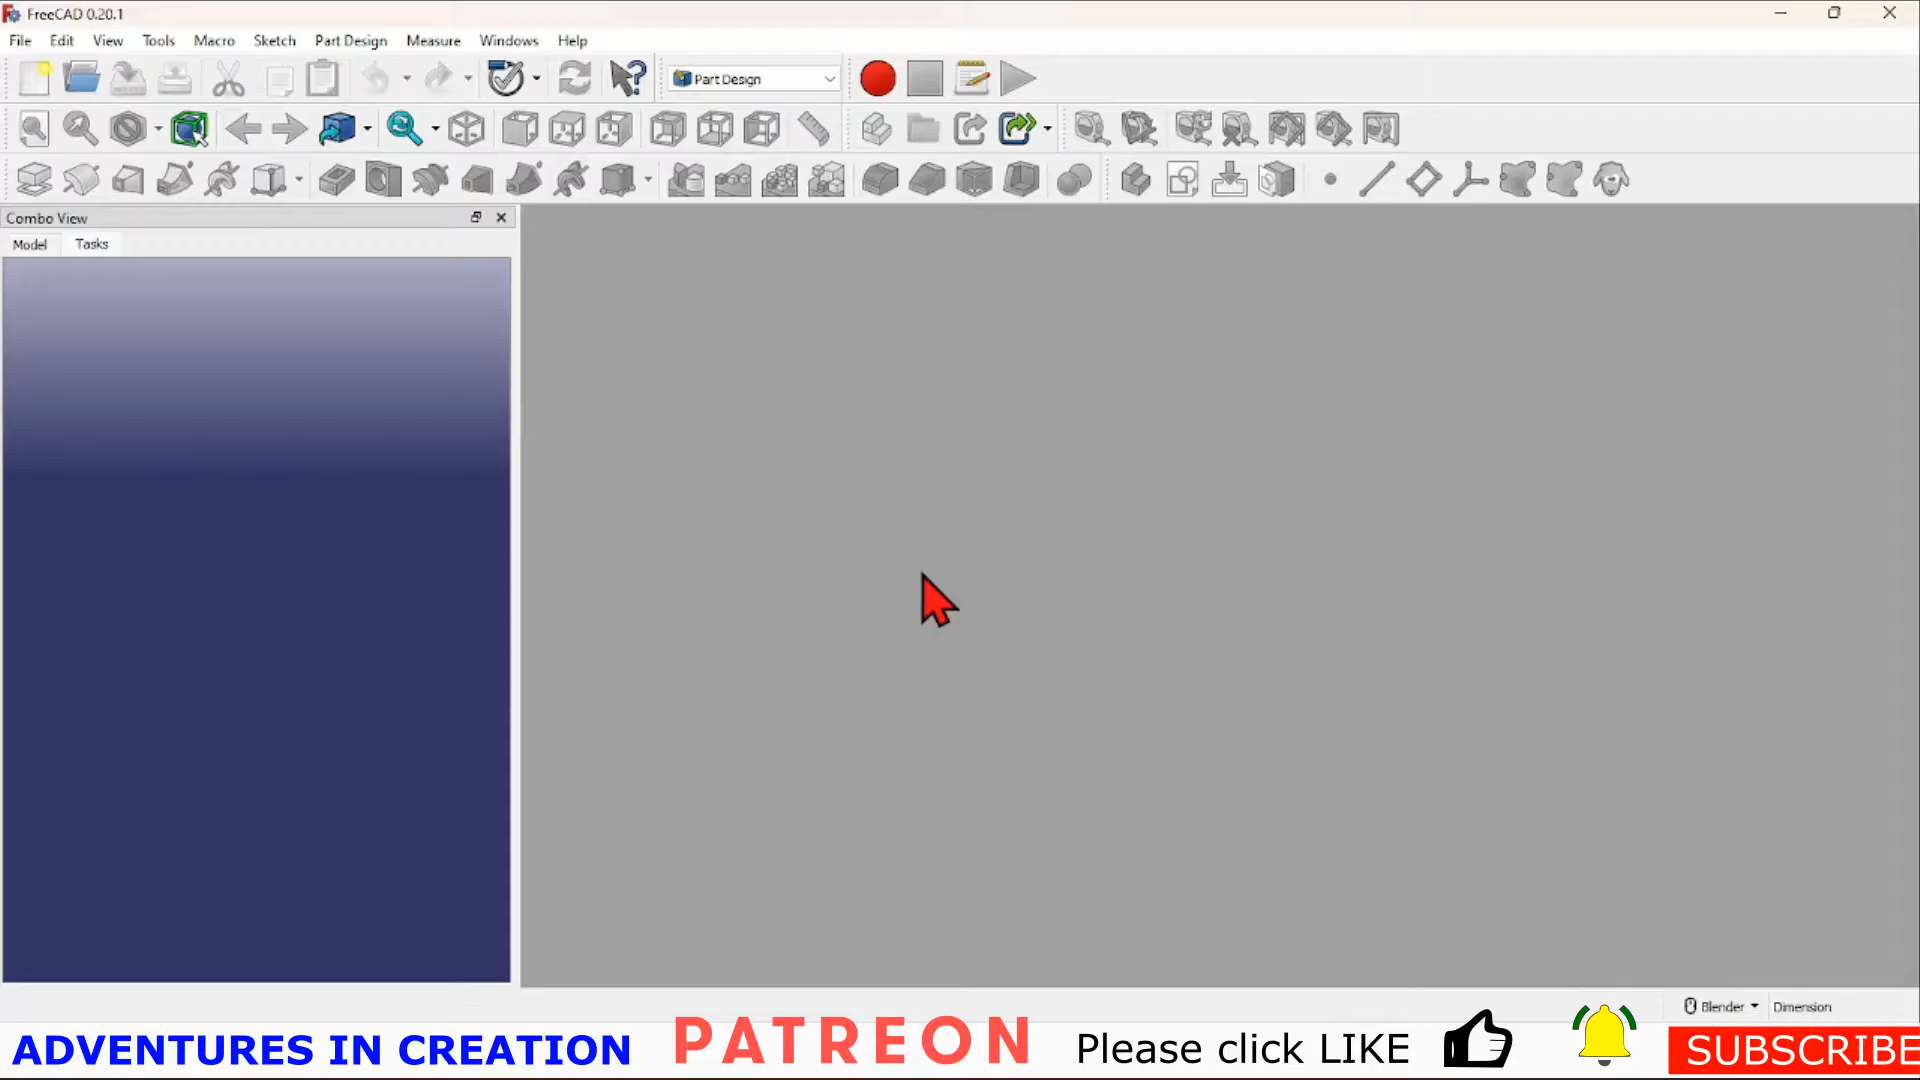 FreeCAD 0.20.1
File Edit View Tools Macro Sketch Part Design Measure Windows Help
Part Design
Combo View
Model Tasks
Blender Dimension
ADVENTURES IN CREATION PATREON Please click LIKE SUBSCRIBE